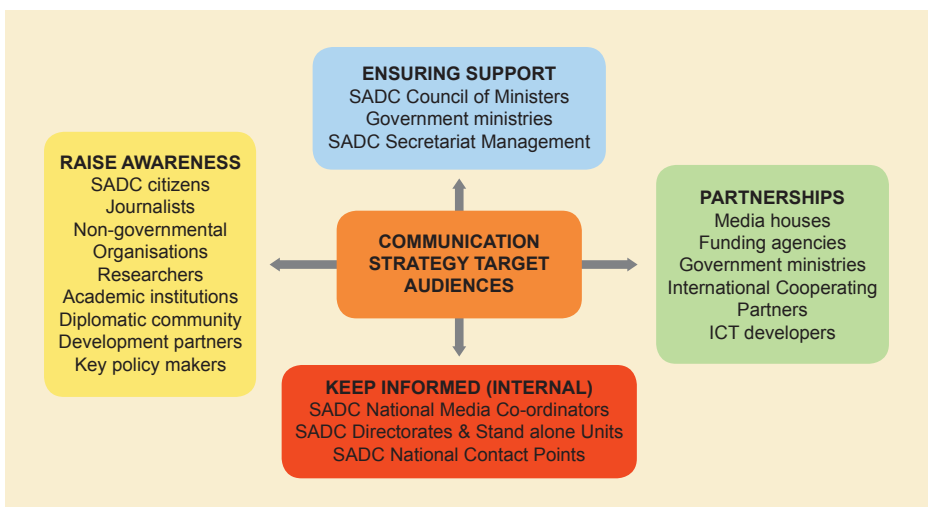 ENSURING SUPPORT
SADC Council of Ministers
Government ministries
SADC Secretariat Management
RAISE AWARENESS
SADC citizens
Journalists
Non-governmental
Organisations
Researchers
Academic institutions
Diplomatic community
Development partners
Key policy makers
COMMUNICATION
STRATEGY TARGET
AUDIENCES
PARTNERSHIPS
Media houses
Funding agencies
Government ministries
International Cooperating
Partners
ICT developers
KEEP INFORMED (INTERNAL)
SADC National Media Co-ordinators
SADC Directorates & Stand alone Units
SADC National Contact Points